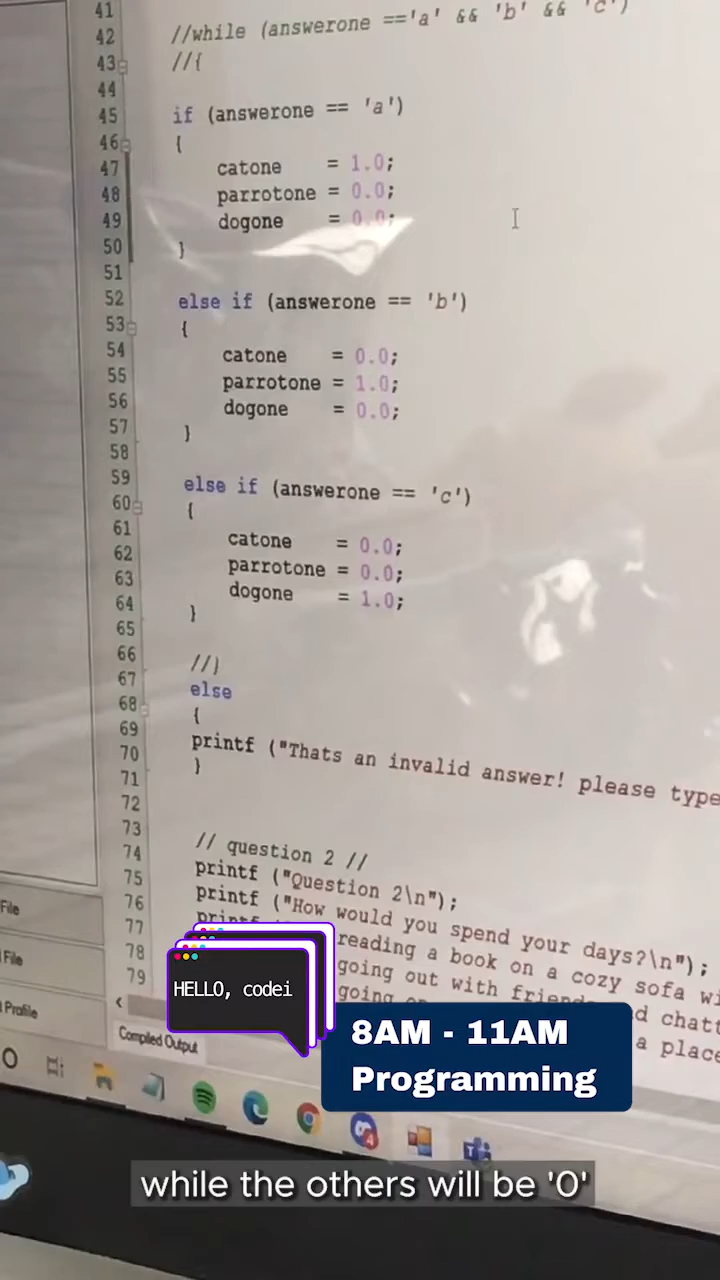 41
42 //while (answerone =='a' && 'b' && 'c')
43 //{
44
45 if (answerone == 'a')
46 {
47 catone = 1.0;
48 parrotone = 0.0;
49 dogone = 0.0;
50 }
51
52 else if (answerone == 'b')
53 {
54 catone = 0.0;
55 parrotone = 1.0;
56 dogone = 0.0;
57 }
58
59 else if (answerone == 'c')
60 {
61 catone = 0.0;
62 parrotone = 0.0;
63 dogone = 1.0;
64 }
65
66 //}
67 else
68 {
69 printf ("Thats an invalid answer! please type
70 }
71
72
73 // question 2 //
74 printf ("Question 2\n");
75 printf ("How would you spend your days?\n");
76 printf reading a book on a cozy sofa wi
77 going out with friends and chatt
78 going a place
79
File
File
Profile
Compiled Output
HELLO, codei
8AM - 11AM
Programming
while the others will be '0'